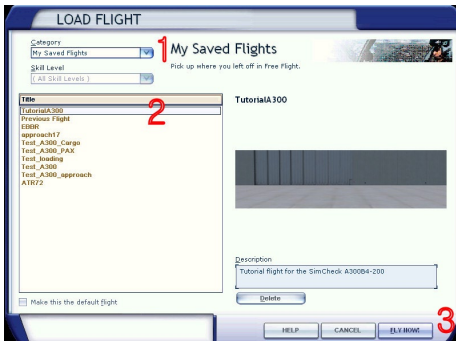 LOAD FLIGHT
Category
My Saved Flights
1
My Saved Flights
Pick up where you left off in Free Flight.
Skill Level
( All Skill Levels )
Title
2
TutorialA300
TutorialA300
Previous Flight
EBBR
approach17
Test_A300_Cargo
Test_A300_PAX
Test_loading
Test_A300
Test_A300_approach
ATR72
Description
Tutorial flight for the SimCheck A300B4-200
Make this the default flight
Delete
HELP
CANCEL
FLY NOW!
3